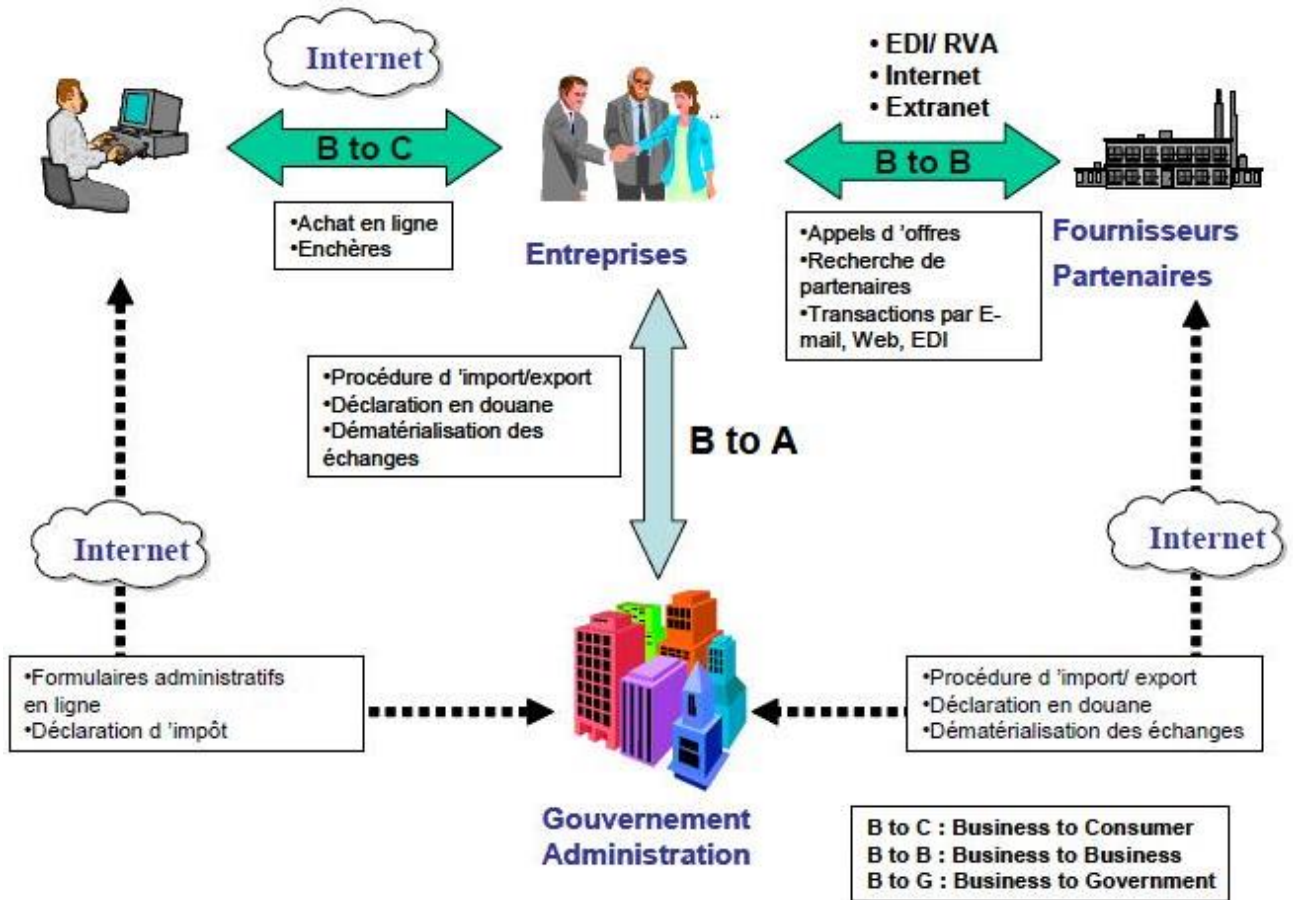 Internet
B to C
•Achat en ligne
•Enchères
Entreprises
• EDI/ RVA
• Internet
• Extranet
B to B
•Appels d 'offres
•Recherche de
partenaires
•Transactions par E-
mail, Web, EDI
Fournisseurs
Partenaires
•Procédure d 'import/export
•Déclaration en douane
•Dématérialisation des
échanges
B to A
Internet
Internet
•Formulaires administratifs
en ligne
•Déclaration d 'impôt
•Procédure d 'import/ export
•Déclaration en douane
•Dématérialisation des échanges
Gouvernement
Administration
B to C : Business to Consumer
B to B : Business to Business
B to G : Business to Government